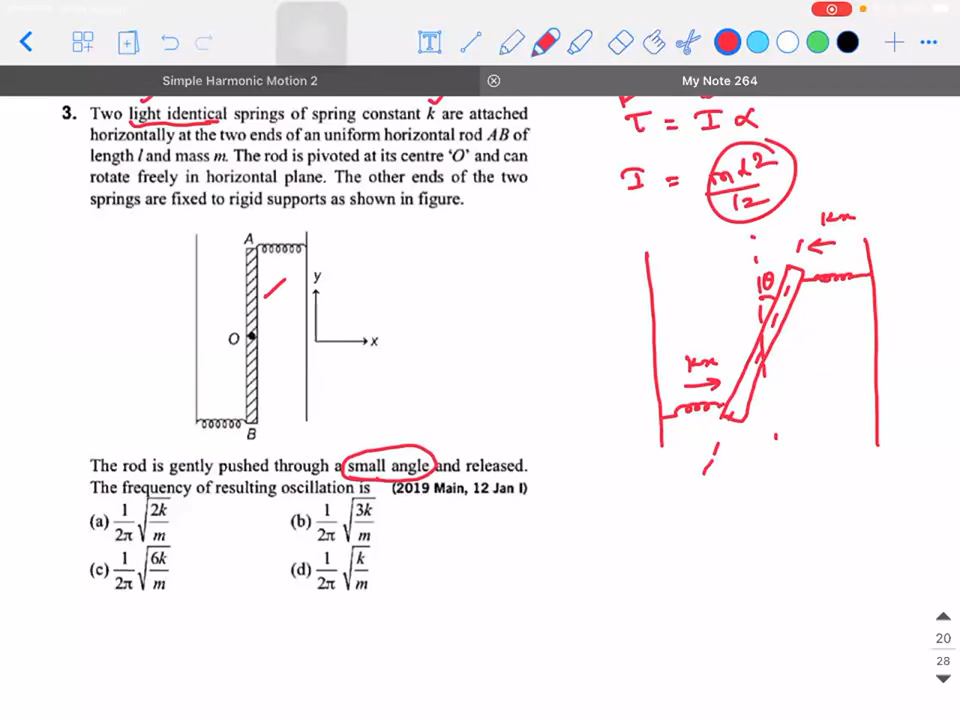 Simple Harmonic Motion 2
My Note 264
3. Two light identical springs of spring constant k are attached
horizontally at the two ends of an uniform horizontal rod AB of
length l and mass m. The rod is pivoted at its centre ‘O’ and can
rotate freely in horizontal plane. The other ends of the two
springs are fixed to rigid supports as shown in figure.
A
y
O
x
B
The rod is gently pushed through a small angle and released.
The frequency of resulting oscillation is (2019 Main, 12 Jan I)
(a) 1/2π √(2k/m) (b) 1/2π √(3k/m)
(c) 1/2π √(6k/m) (d) 1/2π √(k/m)
τ = I α
I = ml²/12
kx
θ
kx
20
28